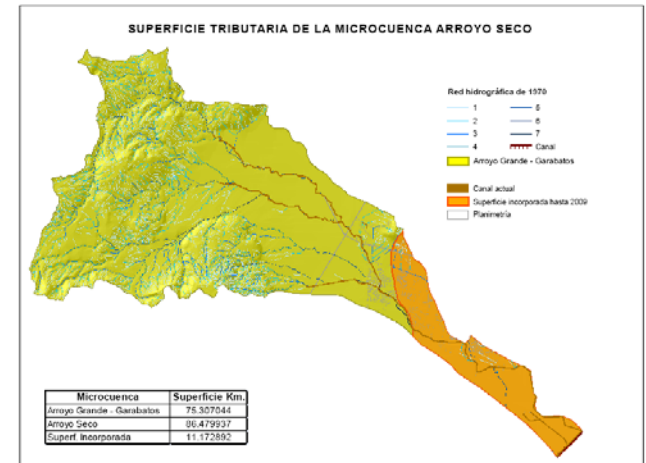 SUPERFICIE TRIBUTARIA DE LA MICROCUENCA ARROYO SECO
Red hidrográfica de 1970
1 5
2 6
3 7
4 Canal
Arroyo Grande - Garabatos
Canal actual
Superficie incorporada hasta 2009
Planimetría
Microcuenca Superficie Km.
Arroyo Grande - Garabatos 75.307044
Arroyo Seco 86.479937
Superf. Incorporada 11.172892